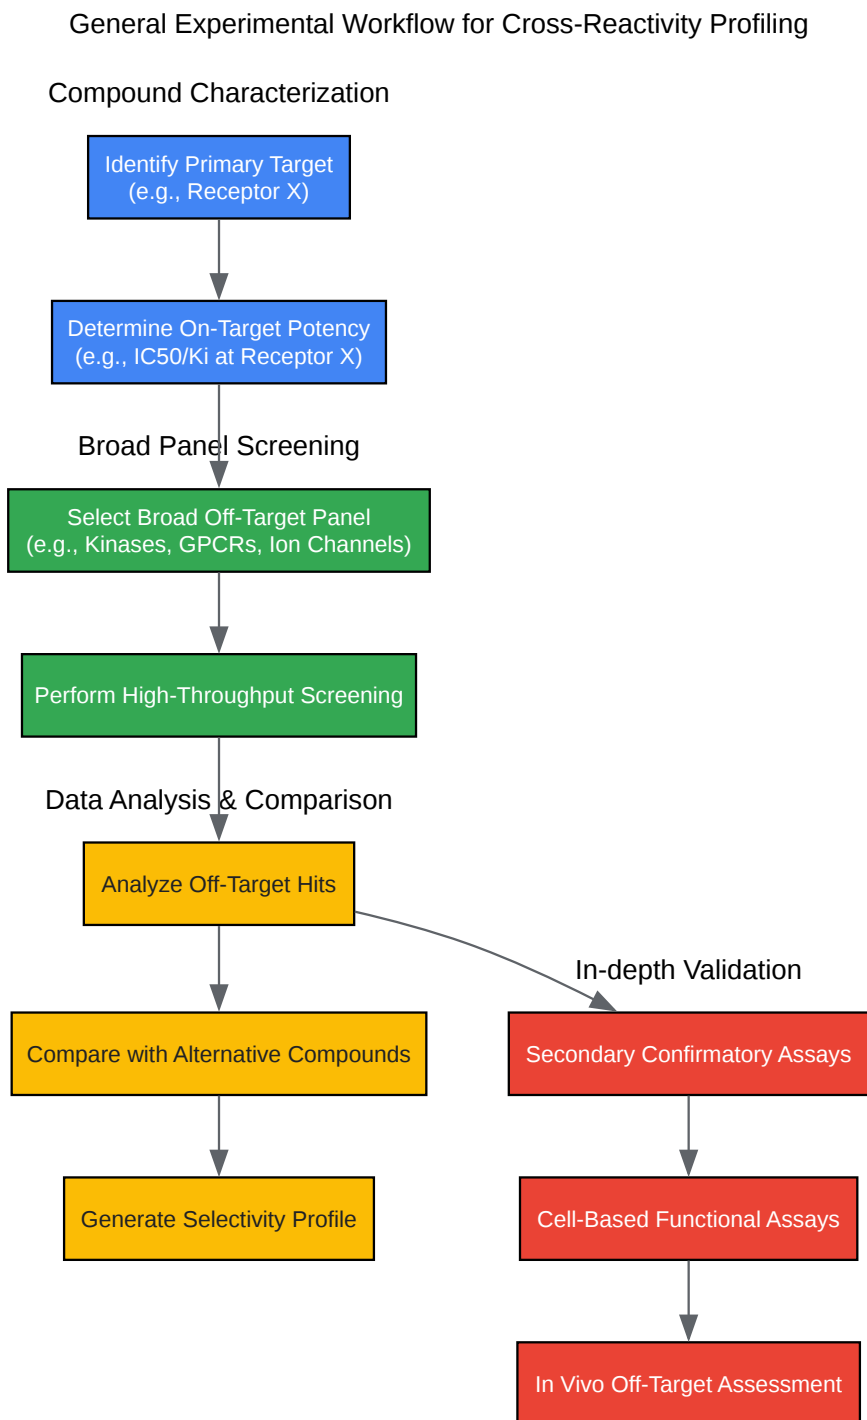 General Experimental Workflow for Cross-Reactivity Profiling
Compound Characterization
Identify Primary Target
(e.g., Receptor X)
Determine On-Target Potency
(e.g., IC50/Ki at Receptor X)
Broad Panel Screening
Select Broad Off-Target Panel
(e.g., Kinases, GPCRs, Ion Channels)
Perform High-Throughput Screening
Data Analysis & Comparison
Analyze Off-Target Hits
In-depth Validation
Compare with Alternative Compounds
Secondary Confirmatory Assays
Generate Selectivity Profile
Cell-Based Functional Assays
In Vivo Off-Target Assessment